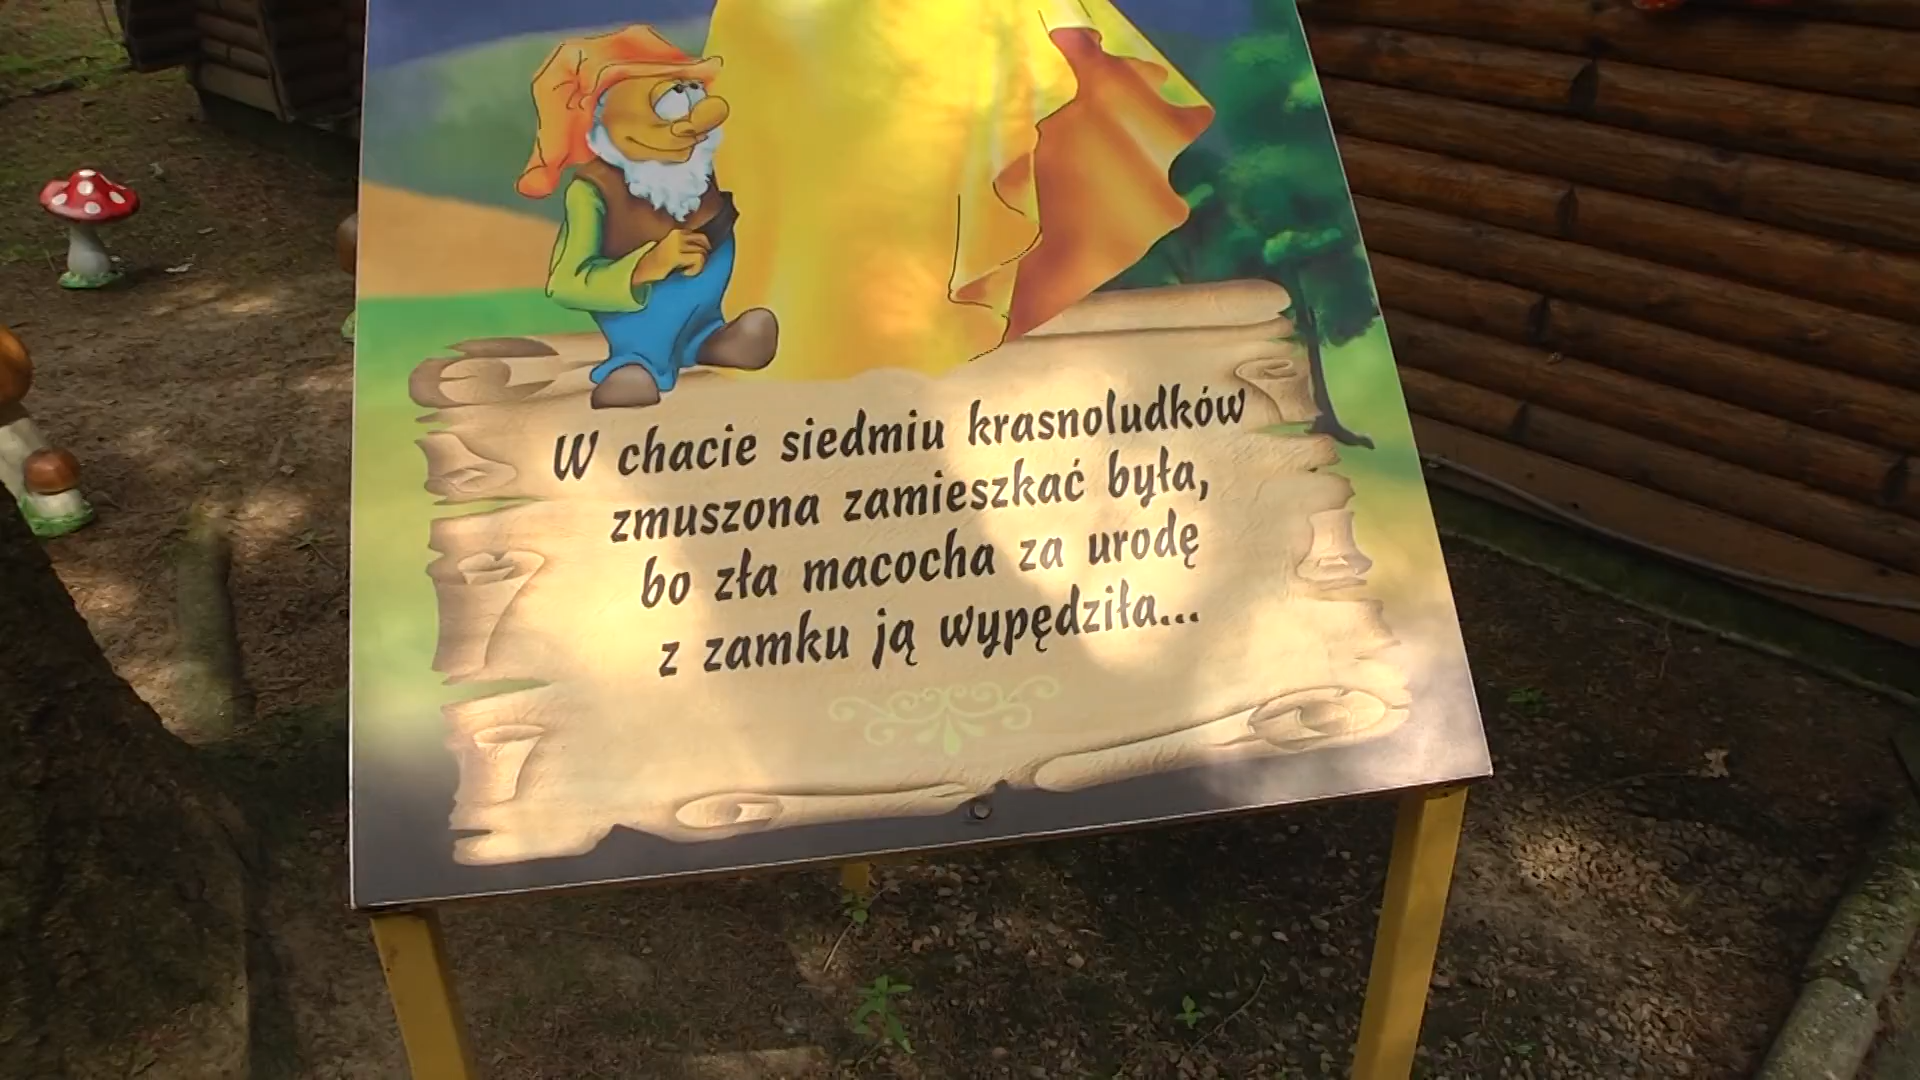 W chacie siedmiu krasnoludków
zmuszona zamieszkać była,
bo zła macocha za urodę
z zamku ją wypędziła...